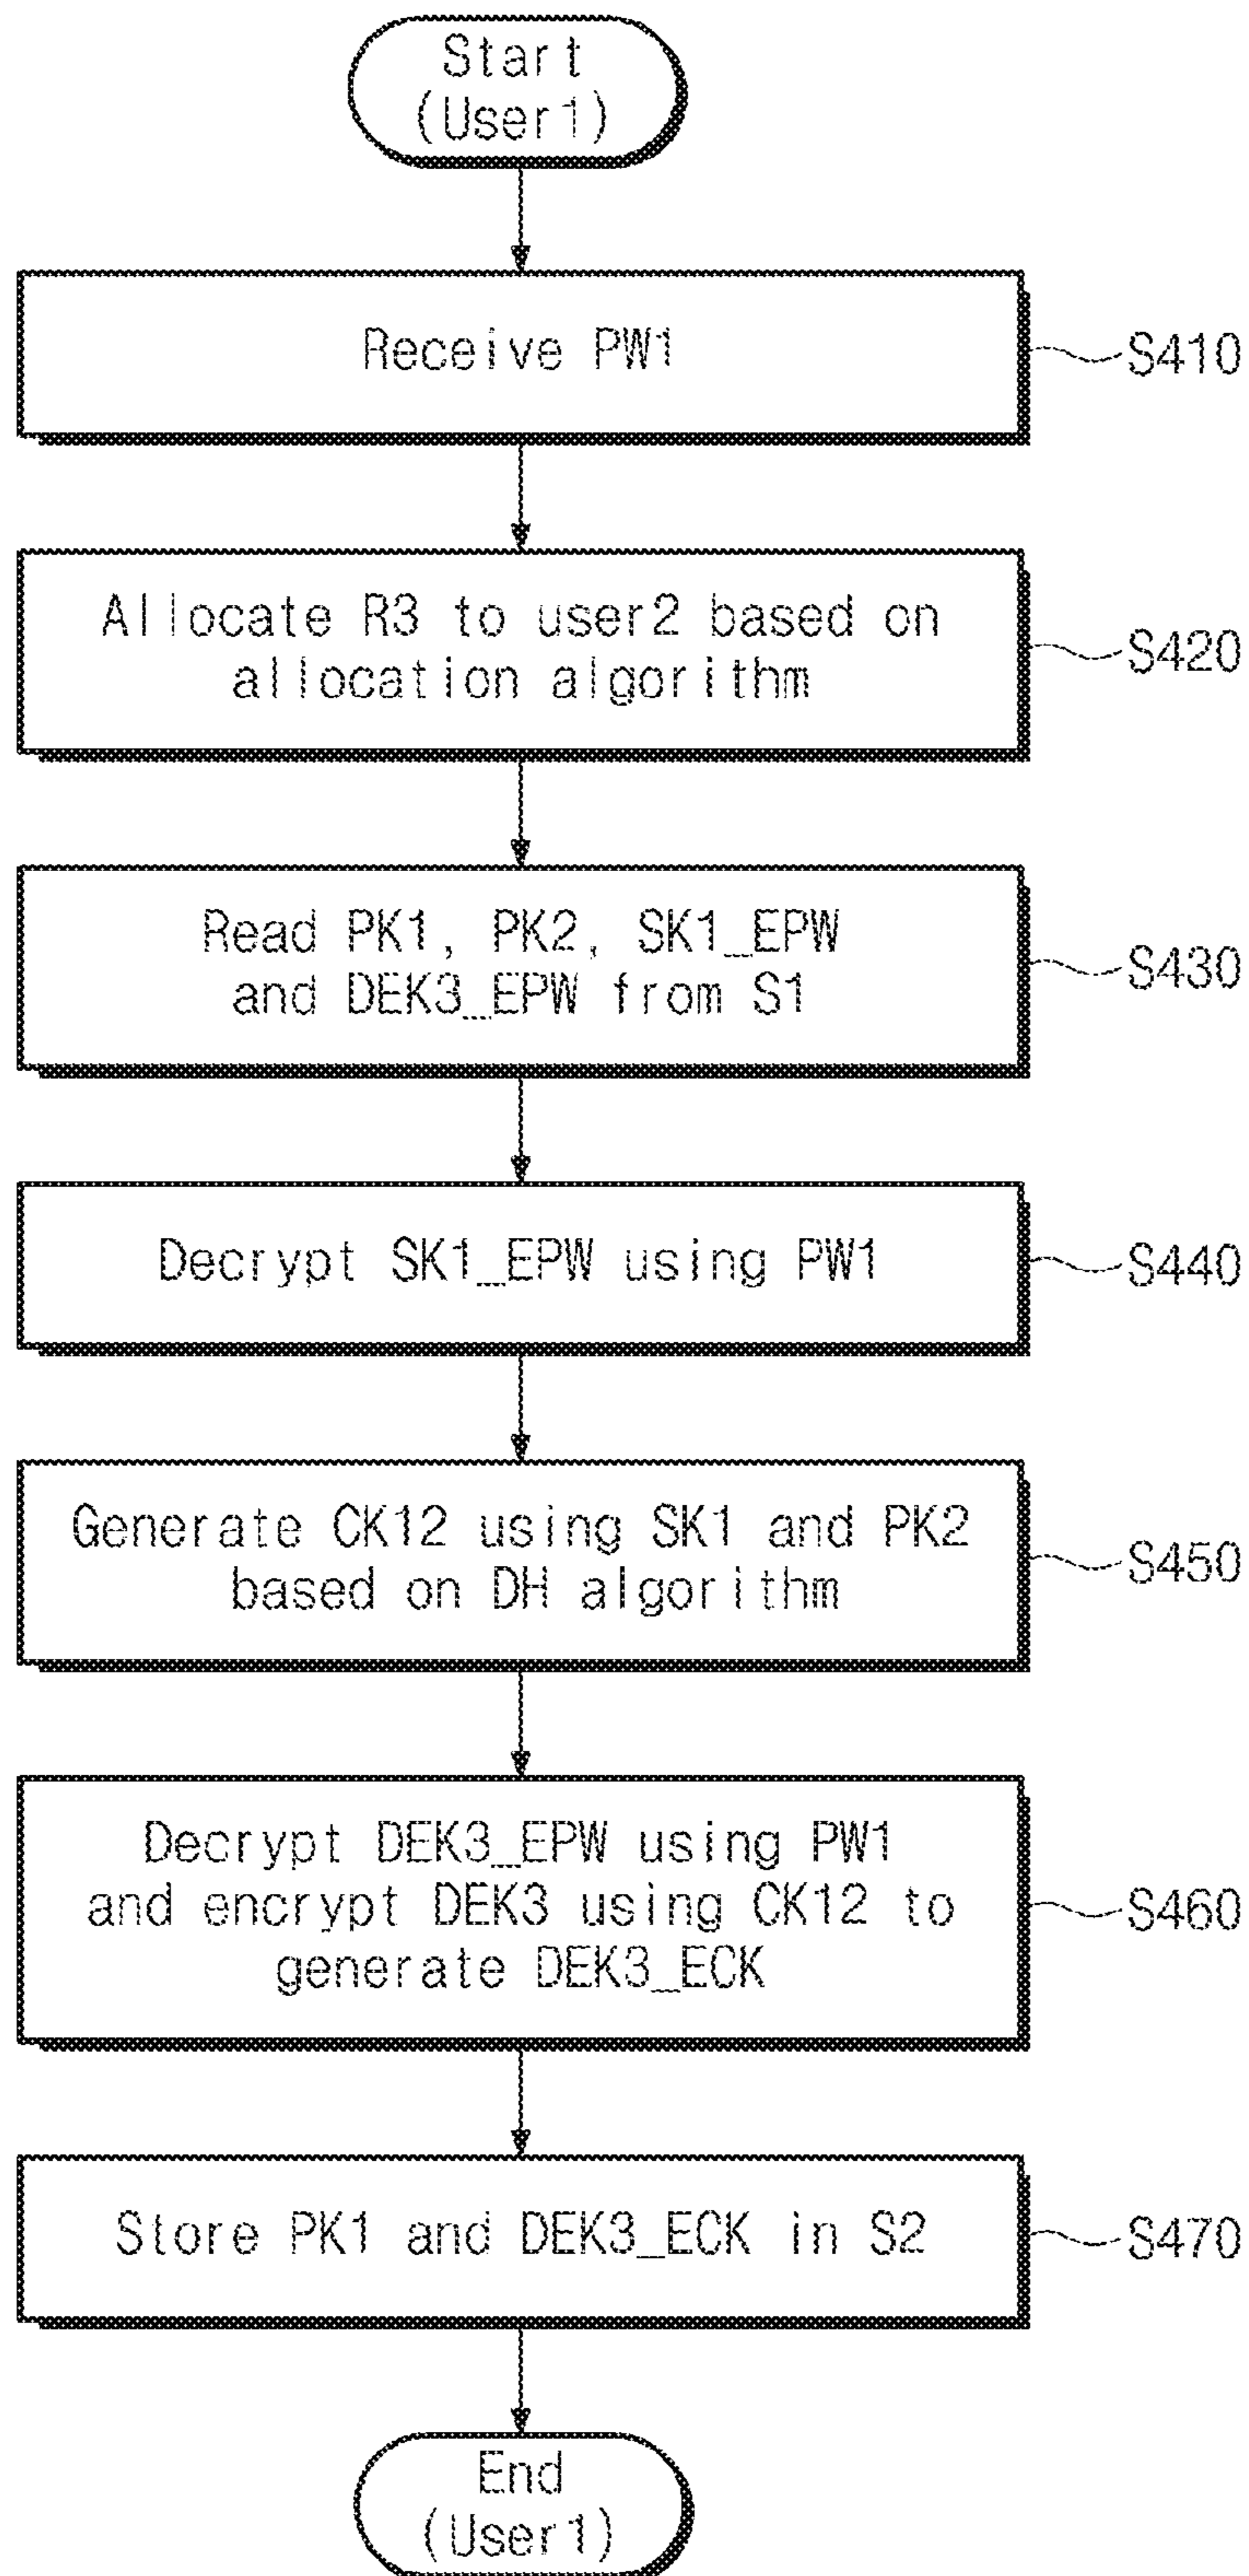 Start
(User1)
Receive PW1
S410
Allocate R3 to user2 based on
allocation algorithm
S420
Read PK1, PK2, SK1_EPW
and DEK3_EPW from S1
S430
Decrypt SK1_EPW using PW1
S440
Generate CK12 using SK1 and PK2
based on DH algorithm
S450
Decrypt DEK3_EPW using PW1
and encrypt DEK3 using CK12 to
generate DEK3_ECK
S460
Store PK1 and DEK3_ECK in S2
S470
End
(User1)